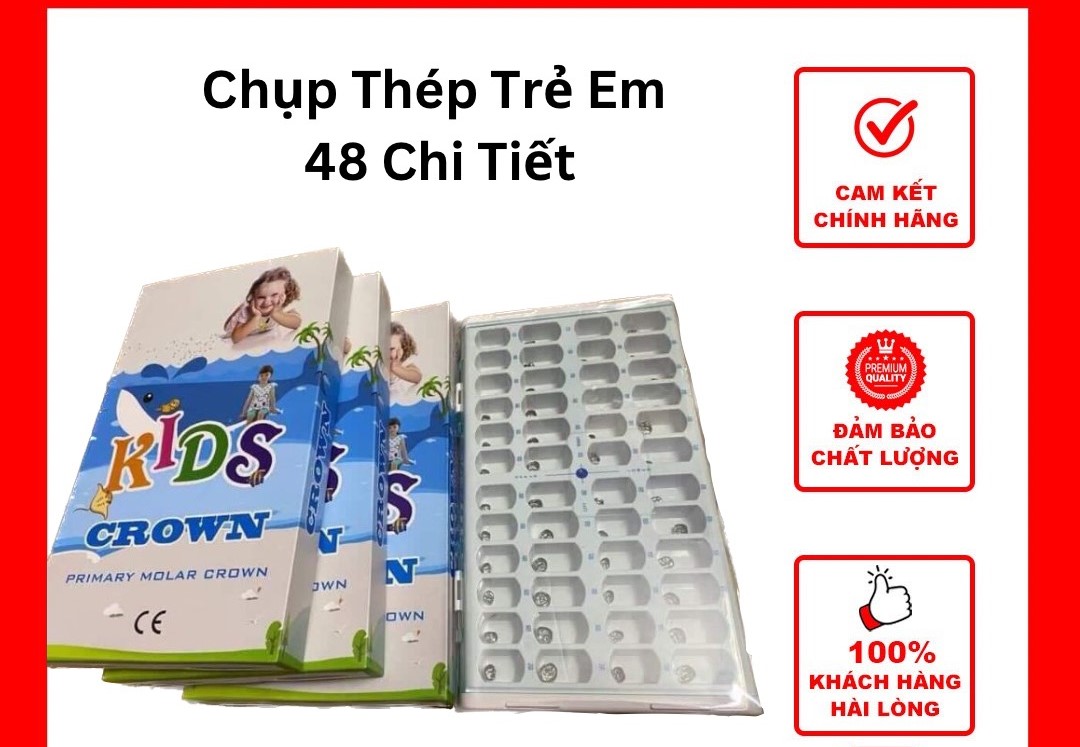 Chụp Thép Trẻ Em
48 Chi Tiết
CAM KẾT
CHÍNH HÃNG
PREMIUM
QUALITY
ĐẢM BẢO
CHẤT LƯỢNG
100%
KHÁCH HÀNG
HÀI LÒNG
KIDS
CROWN
PRIMARY MOLAR CROWN
CE
CROWN